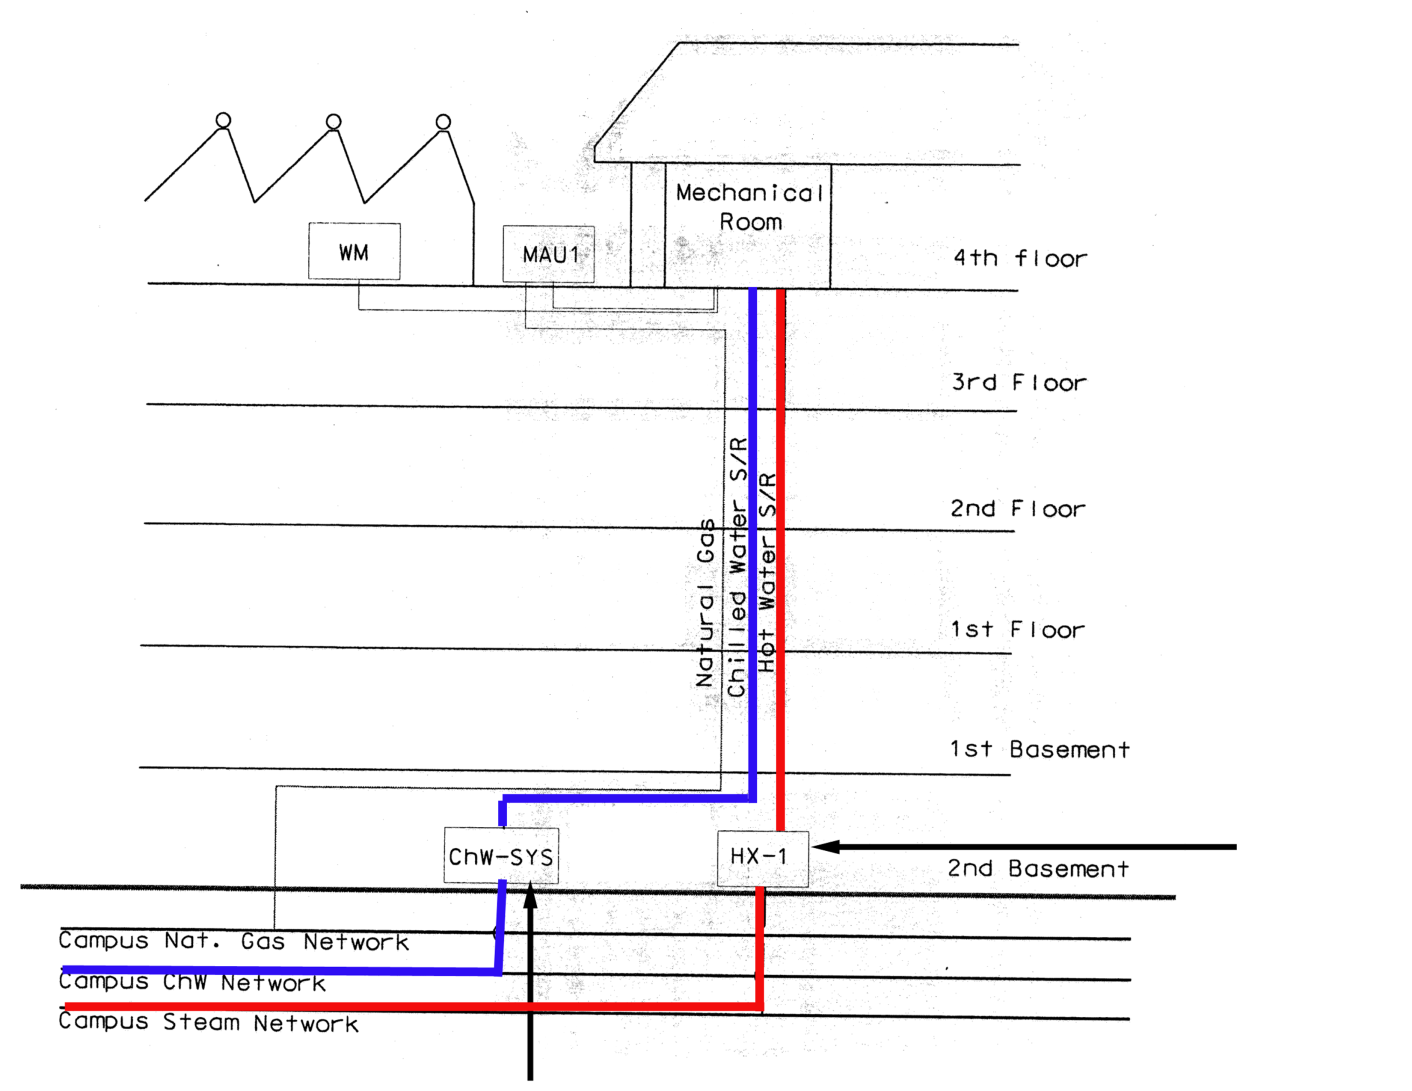 Mechanical
Room
WM
MAU1
4th floor
3rd Floor
2nd Floor
1st Floor
Natural Gas
Chilled Water S/R
Hot Water S/R
1st Basement
ChW-SYS
HX-1
2nd Basement
Campus Nat. Gas Network
Campus ChW Network
Campus Steam Network